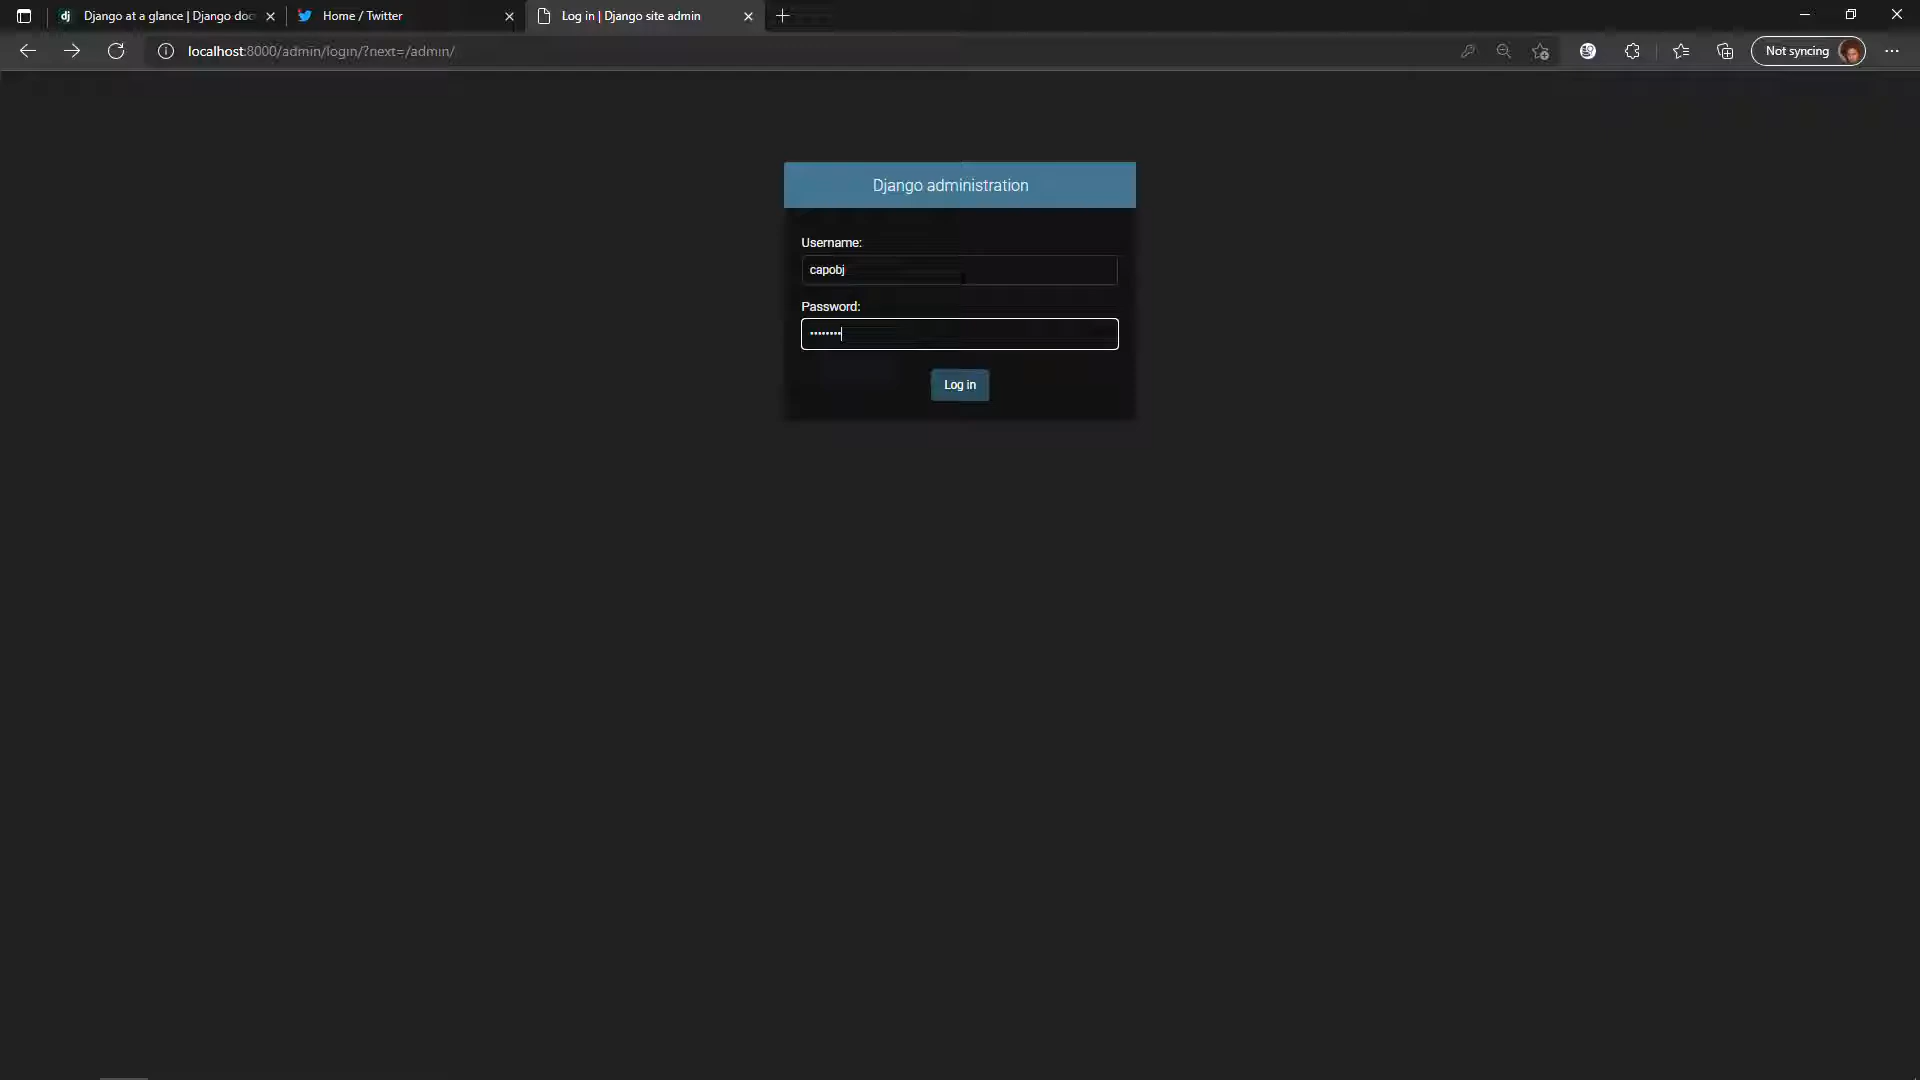 dj Django at a glance | Django doc
Home / Twitter
Log in | Django site admin
localhost:8000/admin/login/?next=/admin/
Not syncing
Django administration
Username:
capobj
Password:
••••••••
Log in